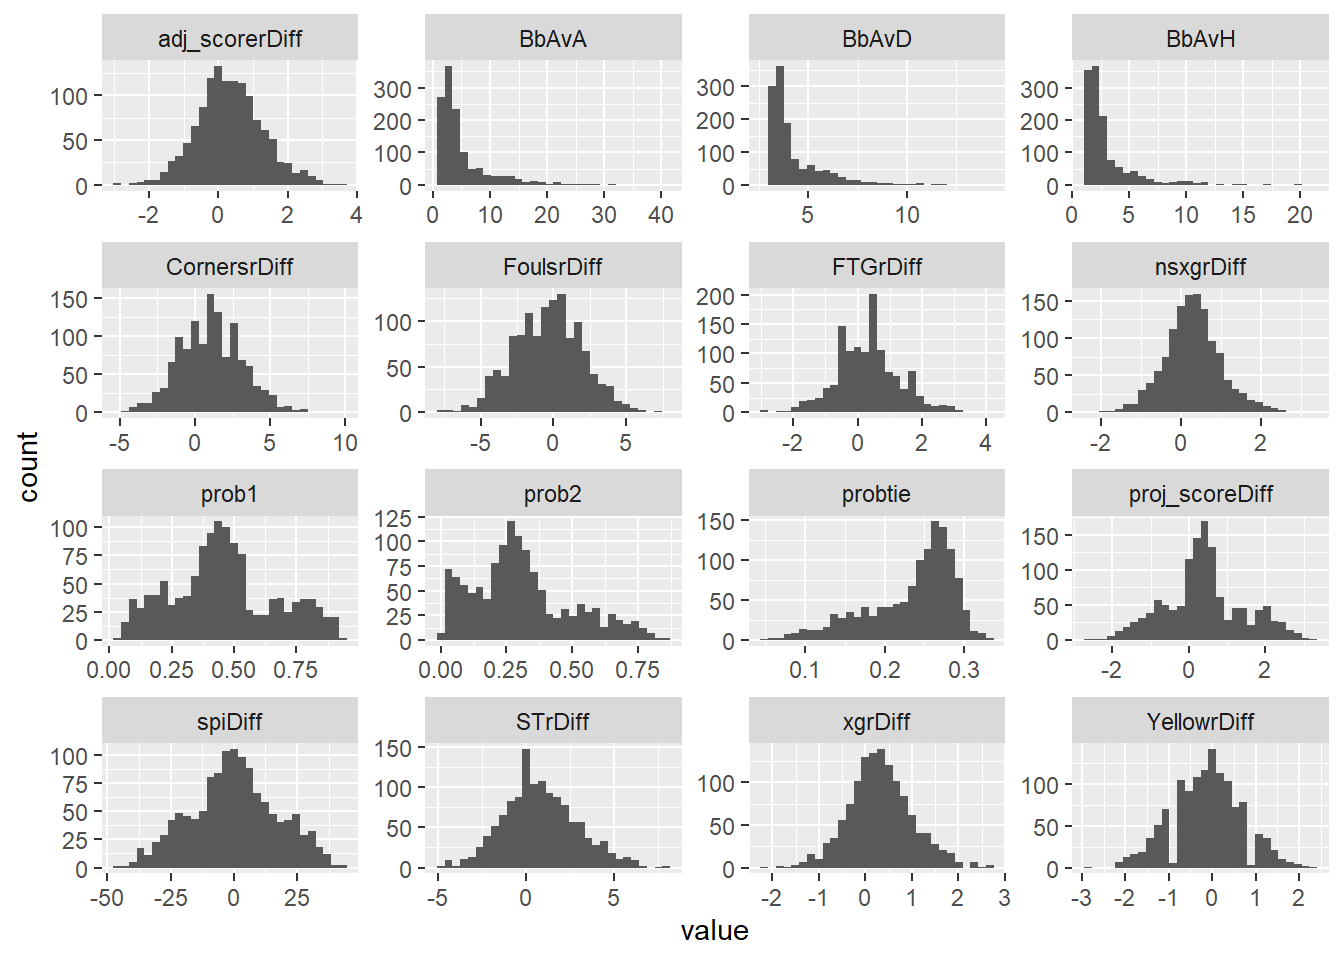 adj_scorerDiff BbAvA BbAvD BbAvH
100 50 0
300 200 100 0
300 200 100 0
300 200 100 0
-2 0 2 4
0 10 20 30 40
5 10
0 5 10 15 20
CornersrDiff FoulsrDiff FTGrDiff nsxgrDiff
150 100 50 0
100 50 0
200 150 100 50 0
150 100 50 0
-5 0 5 10
-5 0 5
-2 0 2 4
-2 0 2
count
prob1 prob2 probtie proj_scoreDiff
100 75 50 25 0
125 100 75 50 25 0
150 100 50 0
150 100 50 0
0.00 0.25 0.50 0.75
0.00 0.25 0.50 0.75
0.1 0.2 0.3
-2 0 2
spiDiff STrDiff xgrDiff YellowrDiff
100 75 50 25 0
150 100 50 0
100 50 0
100 50 0
-50 -25 0 25
-5 0 5
-2 -1 0 1 2 3
-3 -2 -1 0 1 2
value